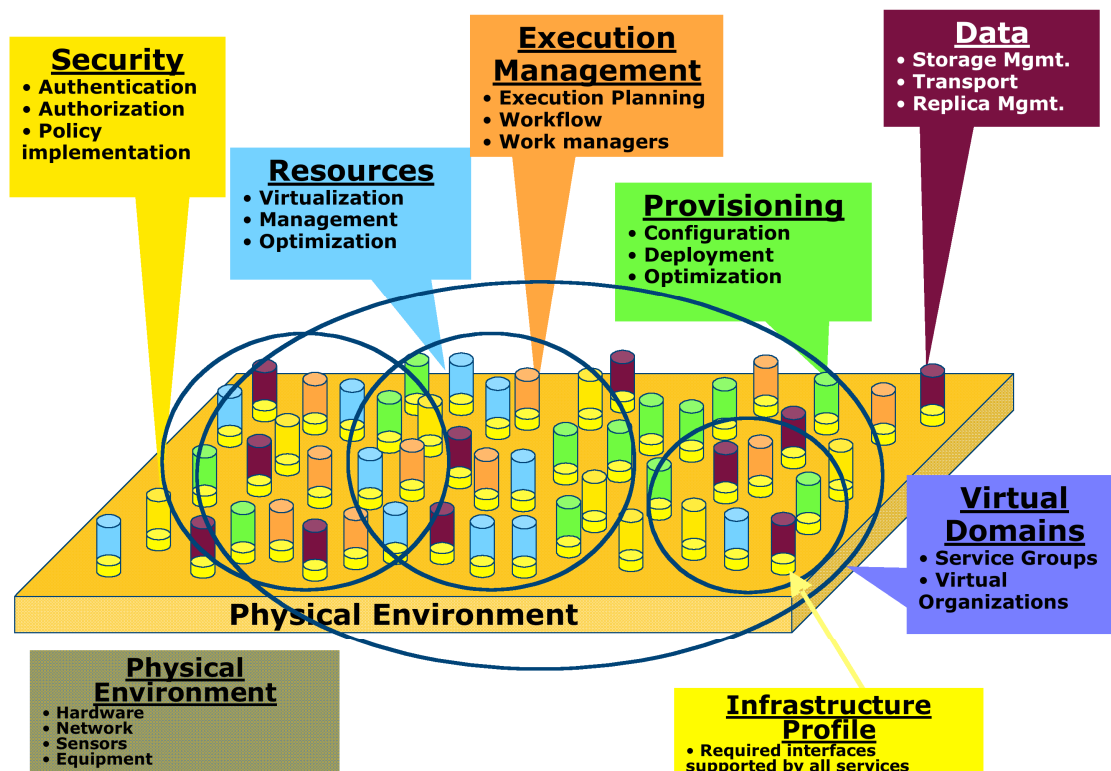 Security
• Authentication
• Authorization
• Policy
implementation
Execution
Management
• Execution Planning
• Workflow
• Work managers
Data
• Storage Mgmt.
• Transport
• Replica Mgmt.
Resources
• Virtualization
• Management
• Optimization
Provisioning
• Configuration
• Deployment
• Optimization
Virtual
Domains
• Service Groups
• Virtual
Organizations
Physical Environment
Physical
Environment
• Hardware
• Network
• Sensors
• Equipment
Infrastructure
Profile
• Required interfaces
supported by all services